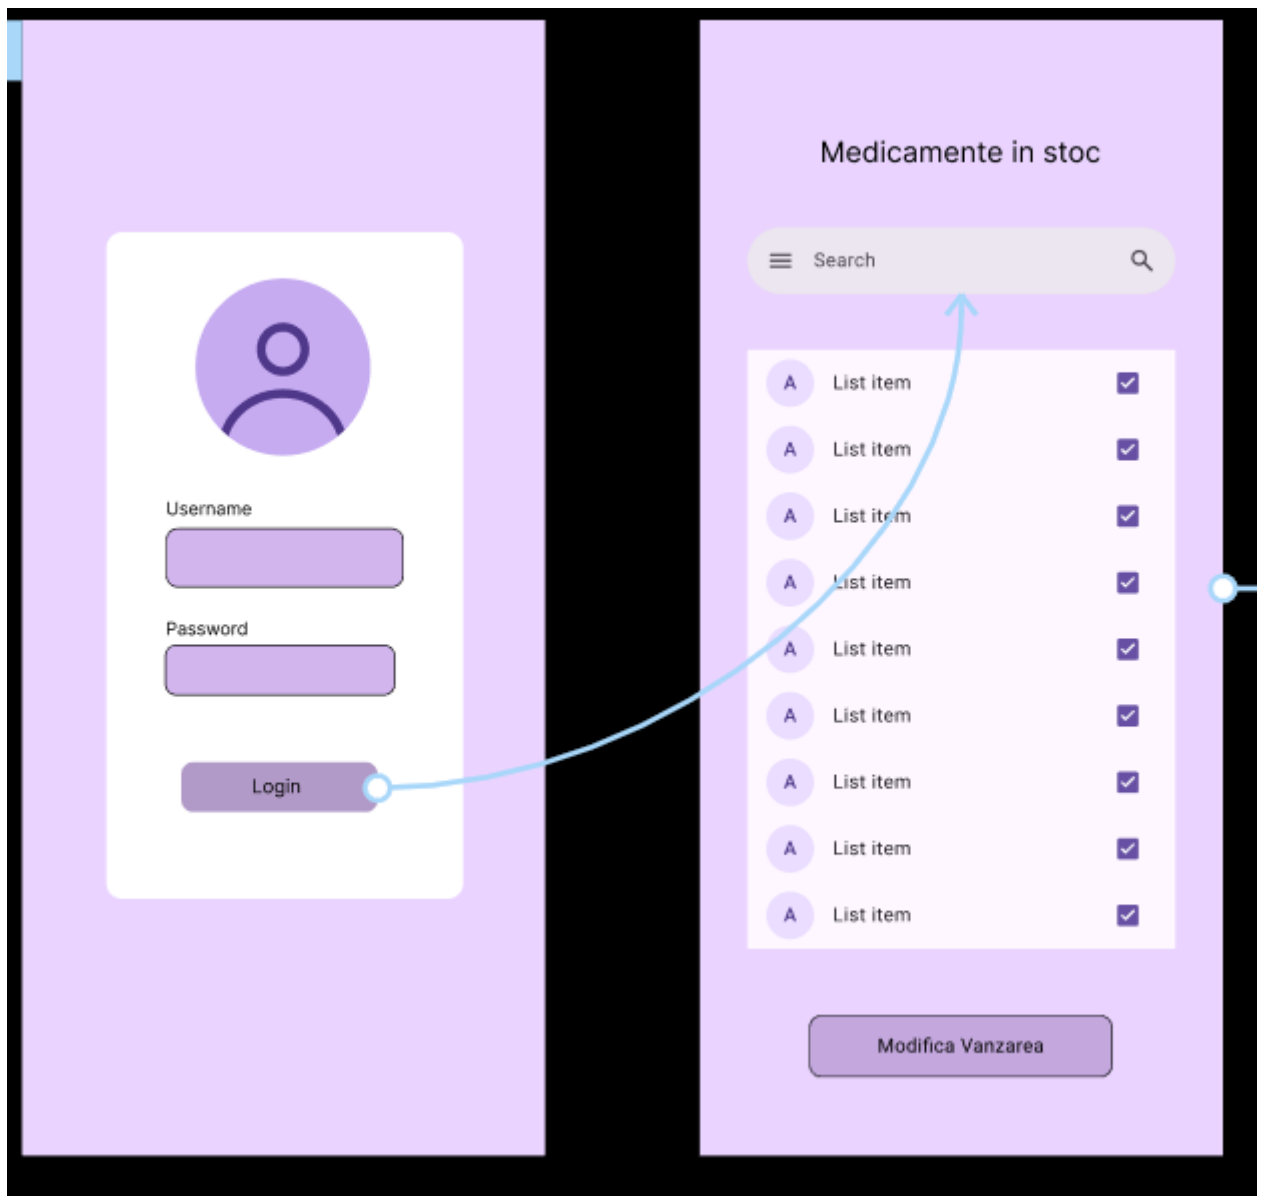 Username
Password
Login
Medicamente in stoc
Search
A List item
A List item
A List item
A List item
A List item
A List item
A List item
A List item
A List item
Modifica Vanzarea